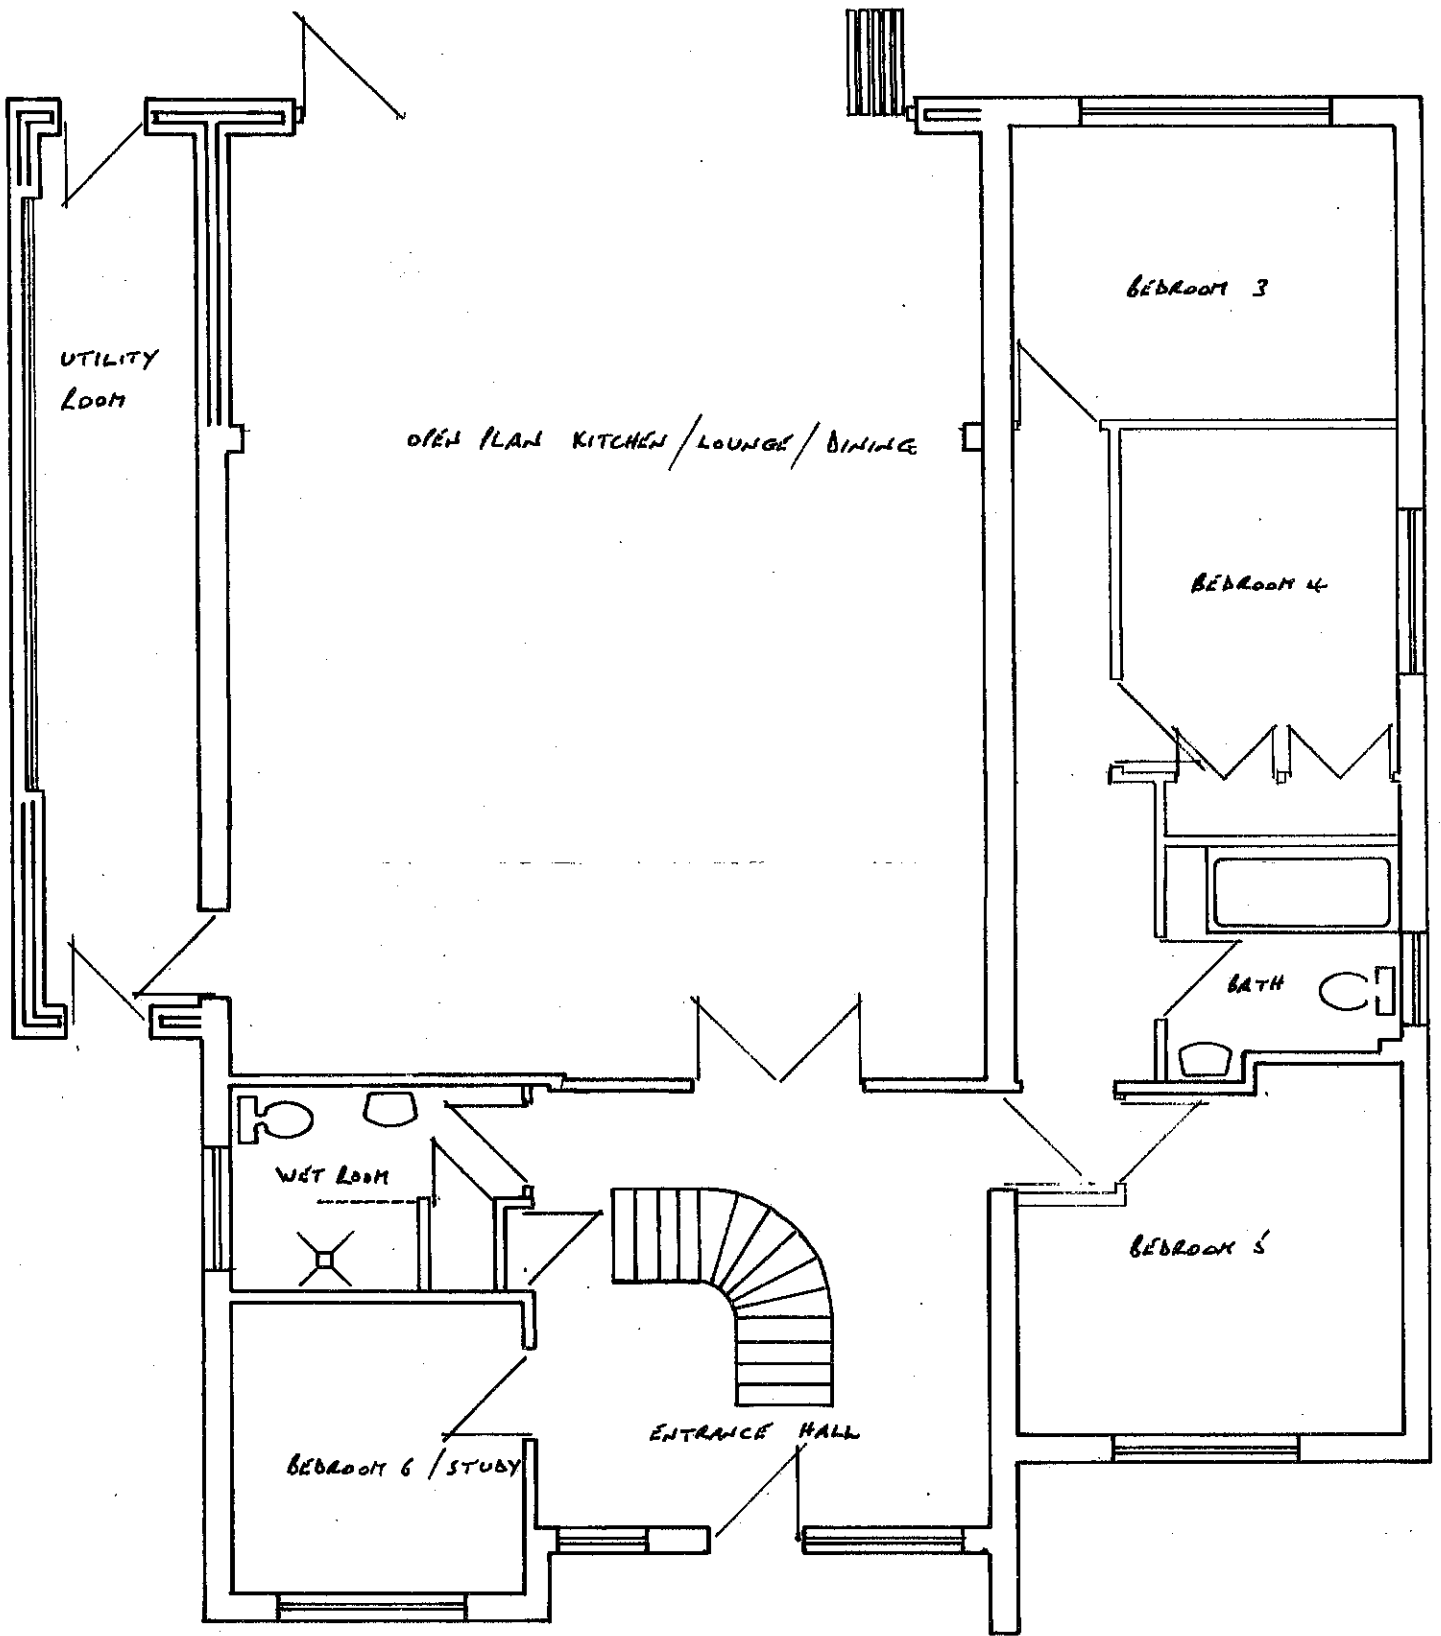 BEDROOM 3
UTILITY
ROOM
OPEN PLAN KITCHEN/LOUNGE/DINING
BEDROOM 4
BATH
WET ROOM
BEDROOM 5
ENTRANCE HALL
BEDROOM 6 / STUDY